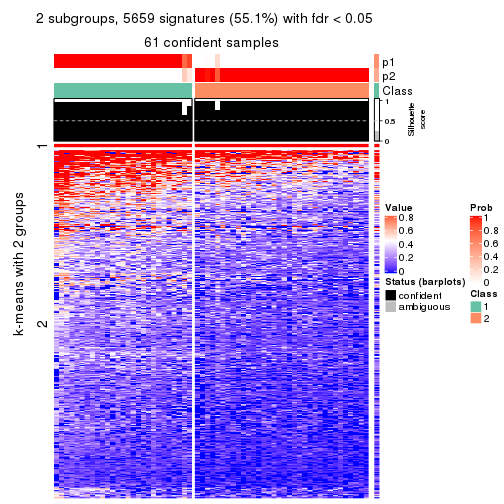 2 subgroups, 5659 signatures (55.1%) with fdr < 0.05
61 confident samples
p1
p2
Class
1
0.5
0
Silhouette
score
1
2
k-means with 2 groups
Value
0.8
0.6
0.4
0.2
0
Status (barplots)
confident
ambiguous
Prob
1
0.8
0.6
0.4
0.2
0
Class
1
2